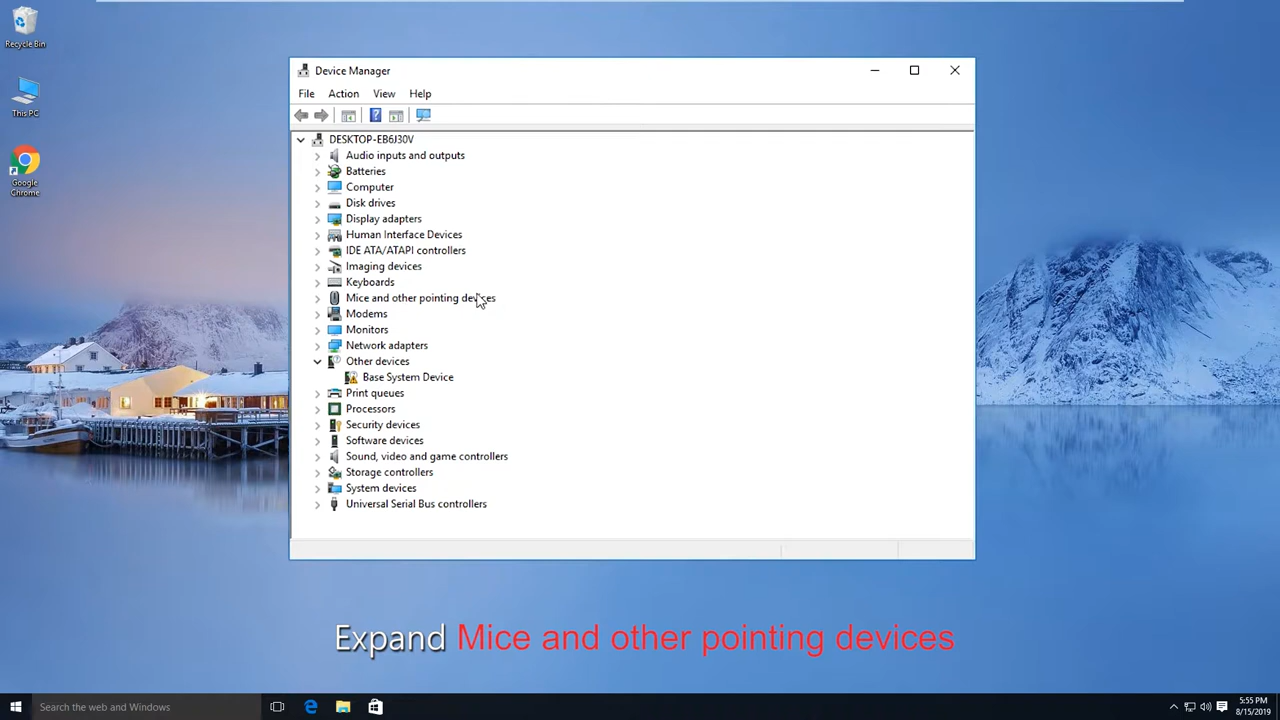 Recycle Bin
This PC
Google
Chrome
Device Manager
File Action View Help
DESKTOP-EB6J30V
Audio inputs and outputs
Batteries
Computer
Disk drives
Display adapters
Human Interface Devices
IDE ATA/ATAPI controllers
Imaging devices
Keyboards
Mice and other pointing devices
Modems
Monitors
Network adapters
Other devices
Base System Device
Print queues
Processors
Security devices
Software devices
Sound, video and game controllers
Storage controllers
System devices
Universal Serial Bus controllers
Expand Mice and other pointing devices
Search the web and Windows
5:55 PM
8/15/2019